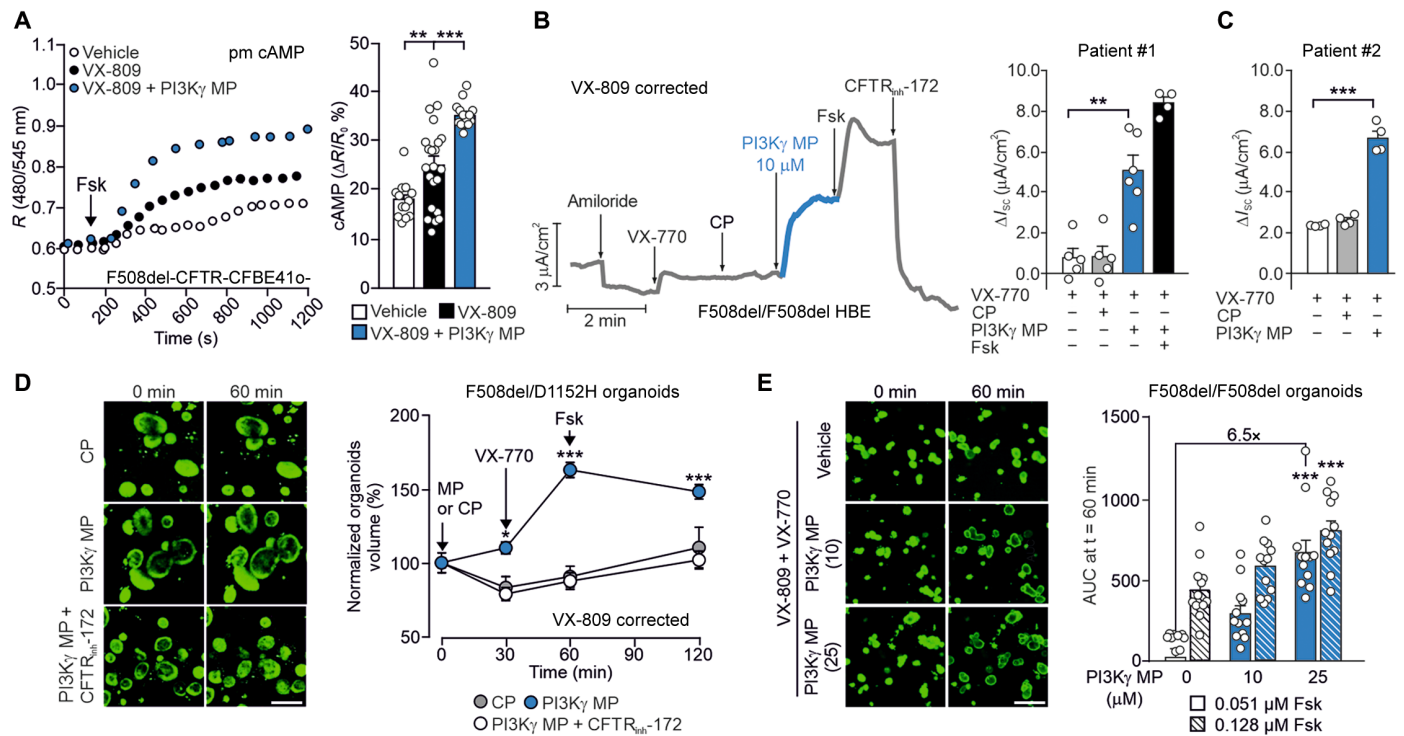 A
1.1
1.0
0.9
0.8
0.7
0.6
0.5
R (480/545 nm)
Vehicle
VX-809
VX-809 + PI3Kγ MP
pm cAMP
Fsk
F508del-CFTR-CFBE41o-
0 200 400 600 800 1000 1200
Time (s)
50
40
30
20
10
0
cAMP (ΔR/R0 %)
** ***
Vehicle VX-809
VX-809 + PI3Kγ MP
B
VX-809 corrected
Amiloride
VX-770
CP
PI3Kγ MP
10 μM
Fsk
CFTRinh-172
3 μA/cm2
2 min
F508del/F508del HBE
Patient #1
10.0
8.0
6.0
4.0
2.0
0.0
ΔISC (μA/cm2)
**
VX-770 + + + +
CP – + – –
PI3Kγ MP – – + +
Fsk – – – +
C
Patient #2
10.0
8.0
6.0
4.0
2.0
0.0
ΔISC (μA/cm2)
***
VX-770 + + +
CP – + –
PI3Kγ MP – – +
D
0 min 60 min
CP
PI3Kγ MP
PI3Kγ MP +
CFTRinh-172
F508del/D1152H organoids
200
150
100
50
Normalized organoids
volume (%)
MP
or CP
VX-770
*
Fsk
***
***
VX-809 corrected
0 30 60 90 120
Time (min)
CP PI3Kγ MP
PI3Kγ MP + CFTRinh-172
E
0 min 60 min
VX-809 + VX-770
Vehicle
PI3Kγ MP
(10)
PI3Kγ MP
(25)
F508del/F508del organoids
1500
1000
500
0
AUC at t = 60 min
6.5×
***
***
PI3Kγ MP
(μM)
0 10 25
0.051 μM Fsk
0.128 μM Fsk